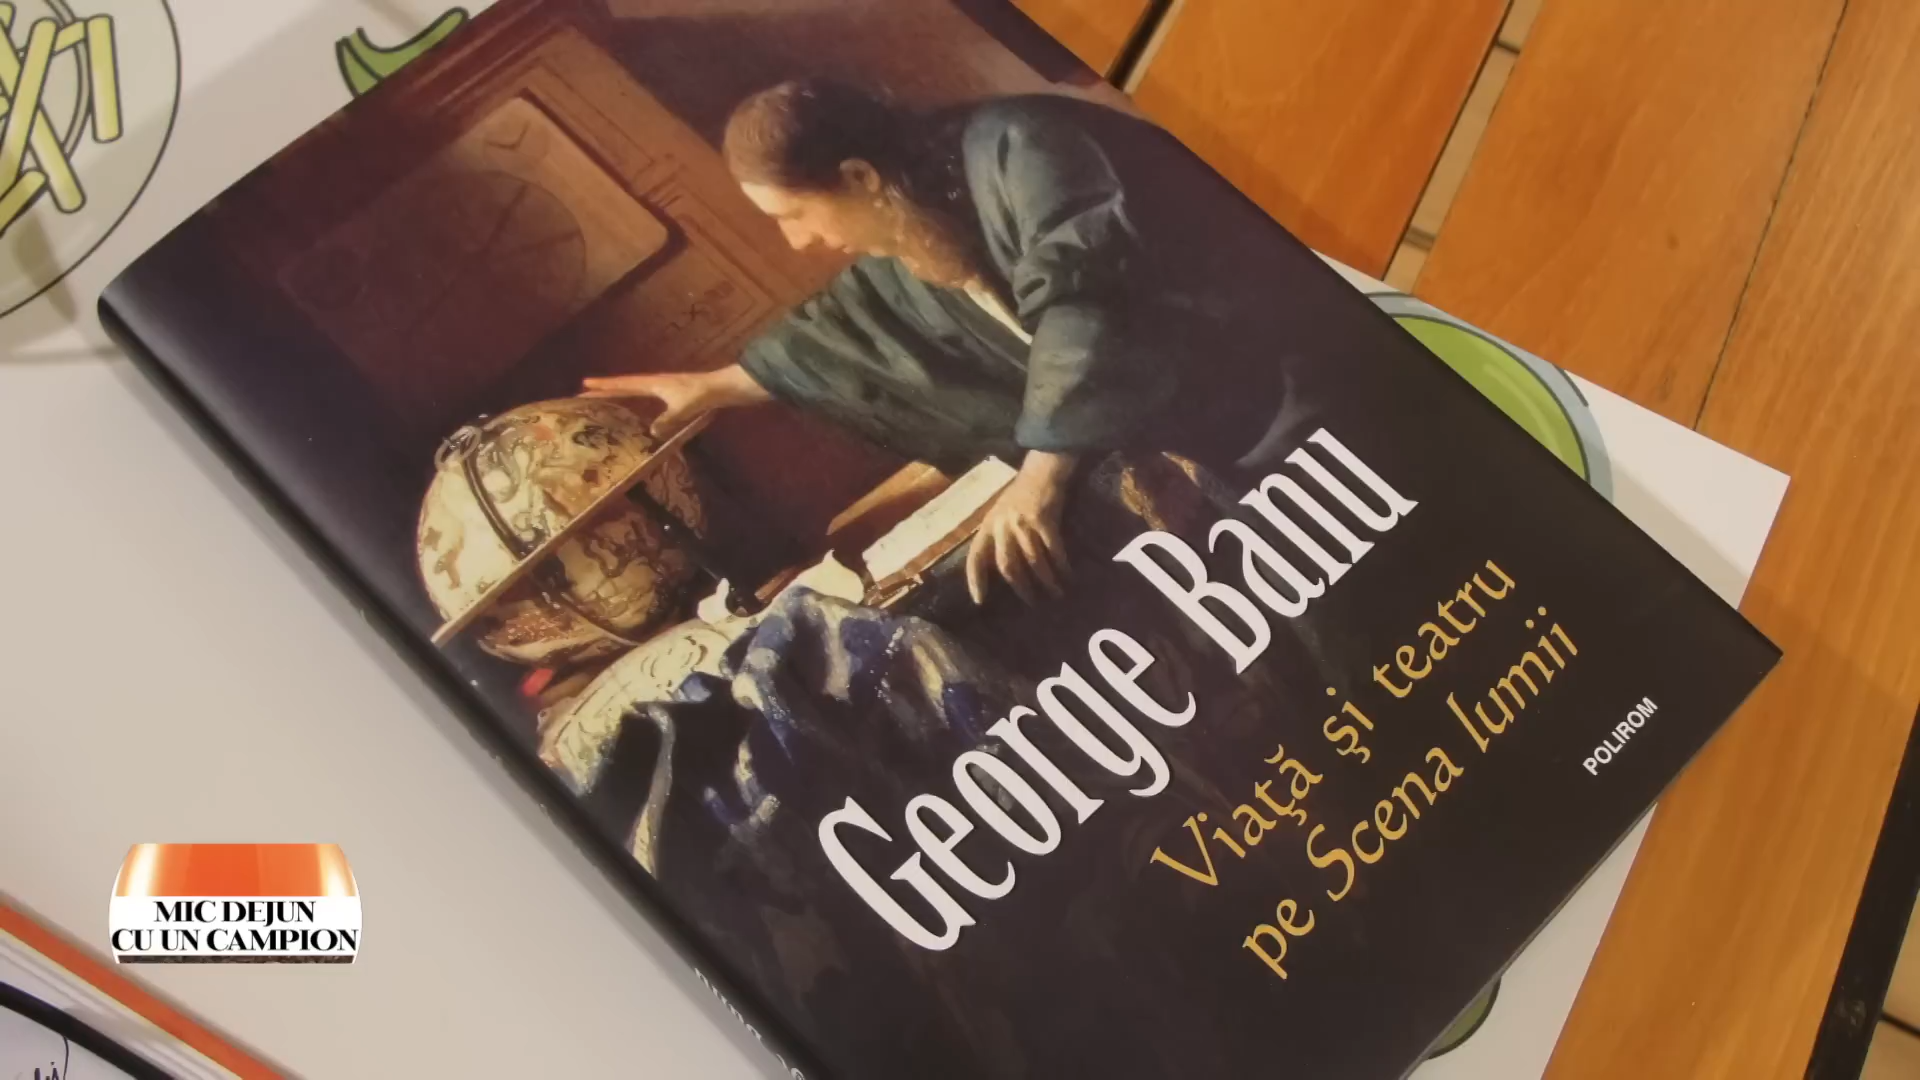 George Banu
Viaţă şi teatru
pe Scena lumii
POLIROM
MIC DEJUN
CU UN CAMPION